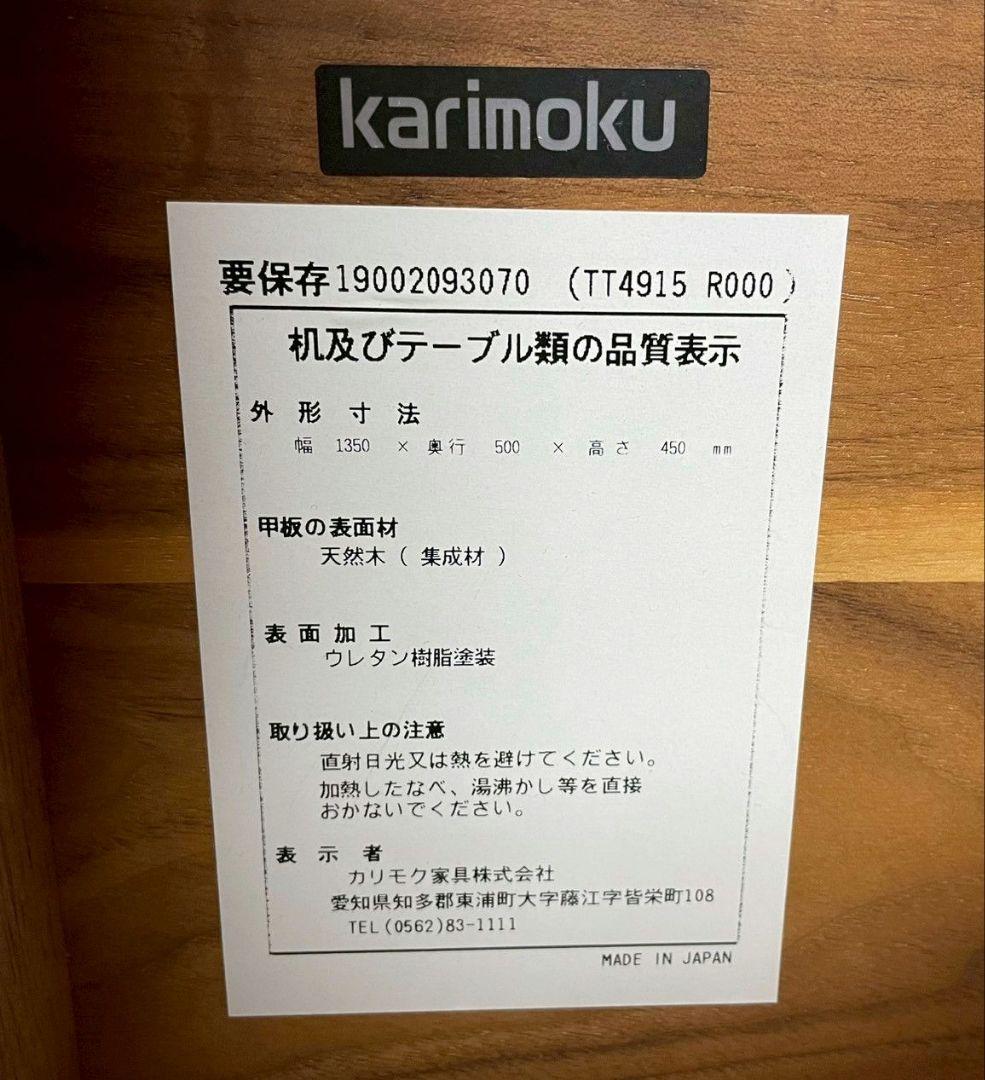 karimoku
要保存19002093070 (TT4915 R000 )
机及びテーブル類の品質表示
外形寸法
幅 1350 × 奥行 500 × 高さ 450 mm
甲板の表面材
天然木 ( 集成材 )
表面加工
ウレタン樹脂塗装
取り扱い上の注意
直射日光又は熱を避けてください。
加熱したなべ、湯沸かし等を直接
おかないでください。
表示者
カリモク家具株式会社
愛知県知多郡東浦町大字藤江字皆栄町108
TEL(0562)83-1111
MADE IN JAPAN